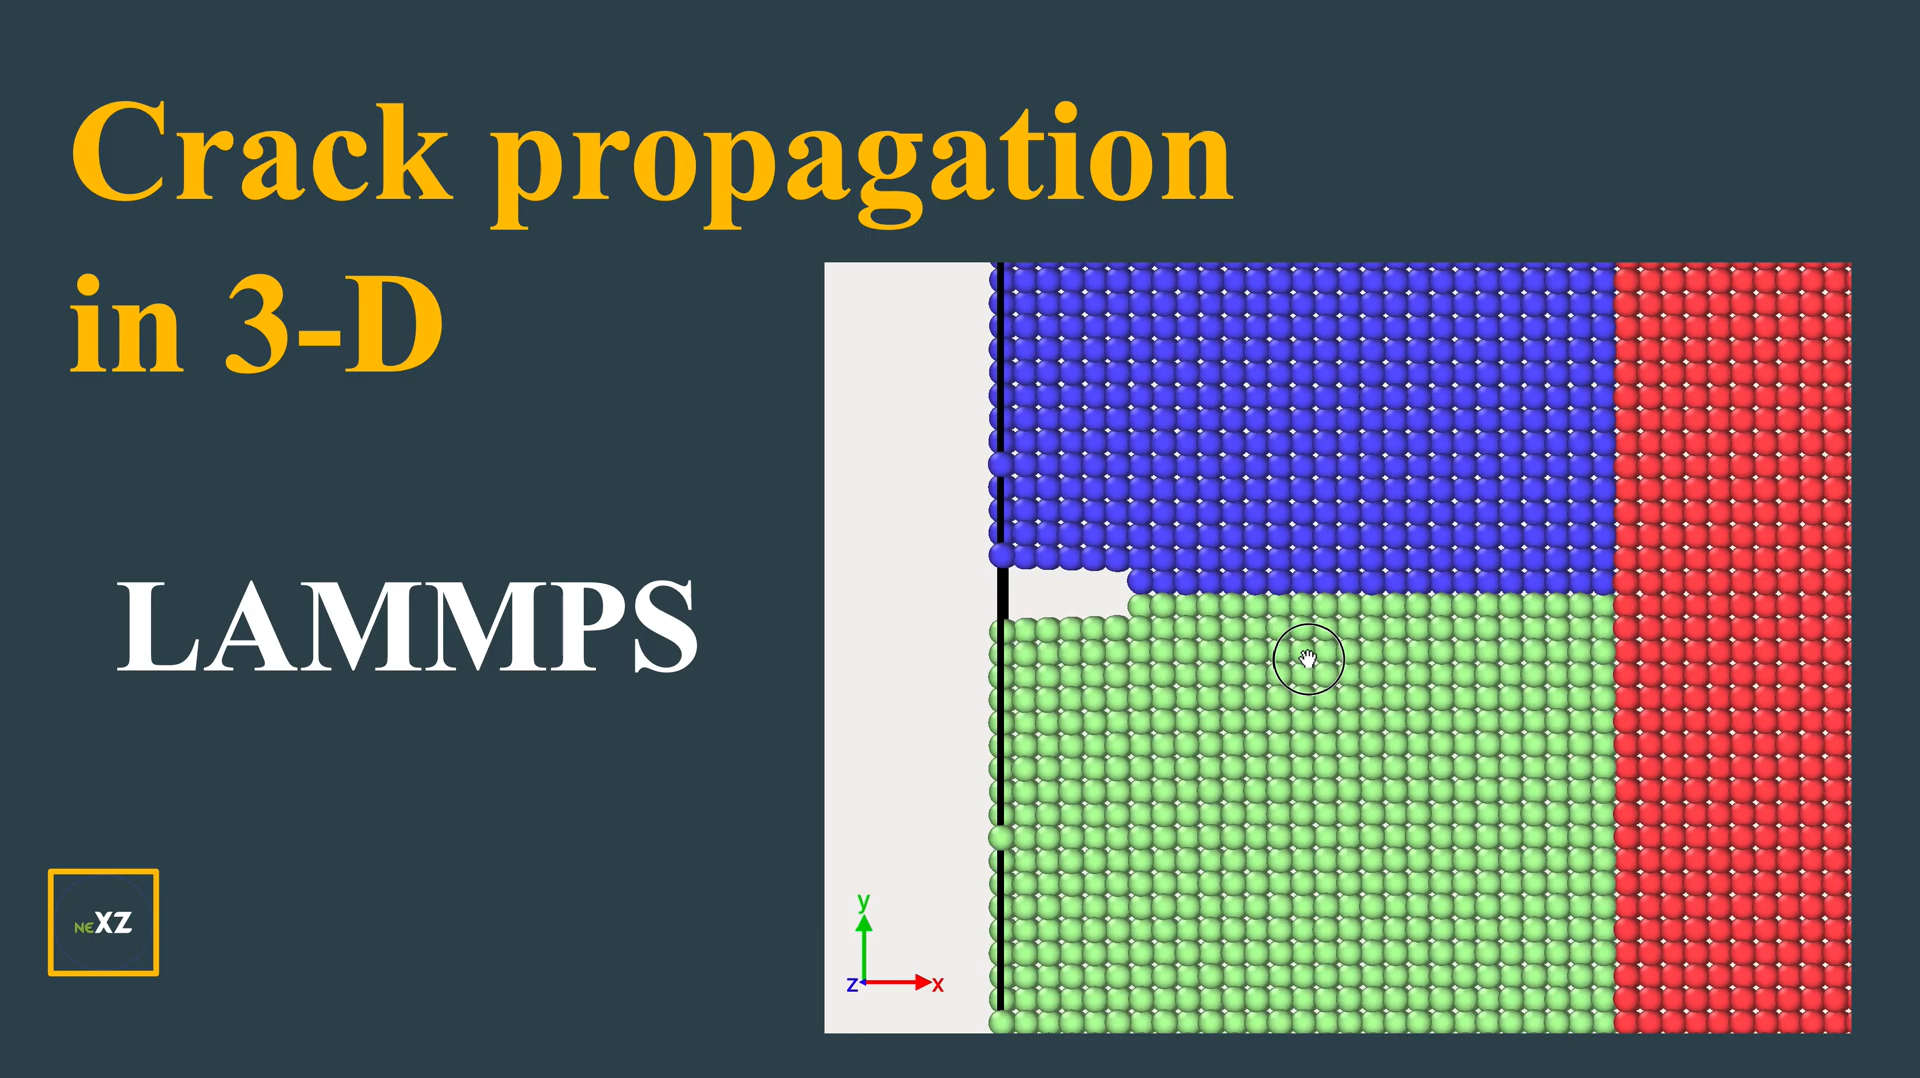 Crack propagation
in 3-D
LAMMPS
NEXZ
y
z
x